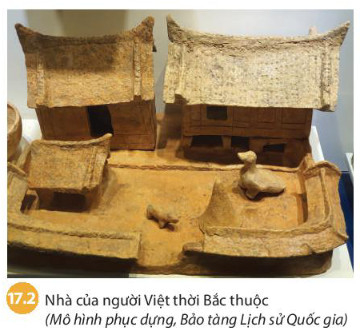 17.2 Nhà của người Việt thời Bắc thuộc
(Mô hình phục dựng, Bảo tàng Lịch sử Quốc gia)